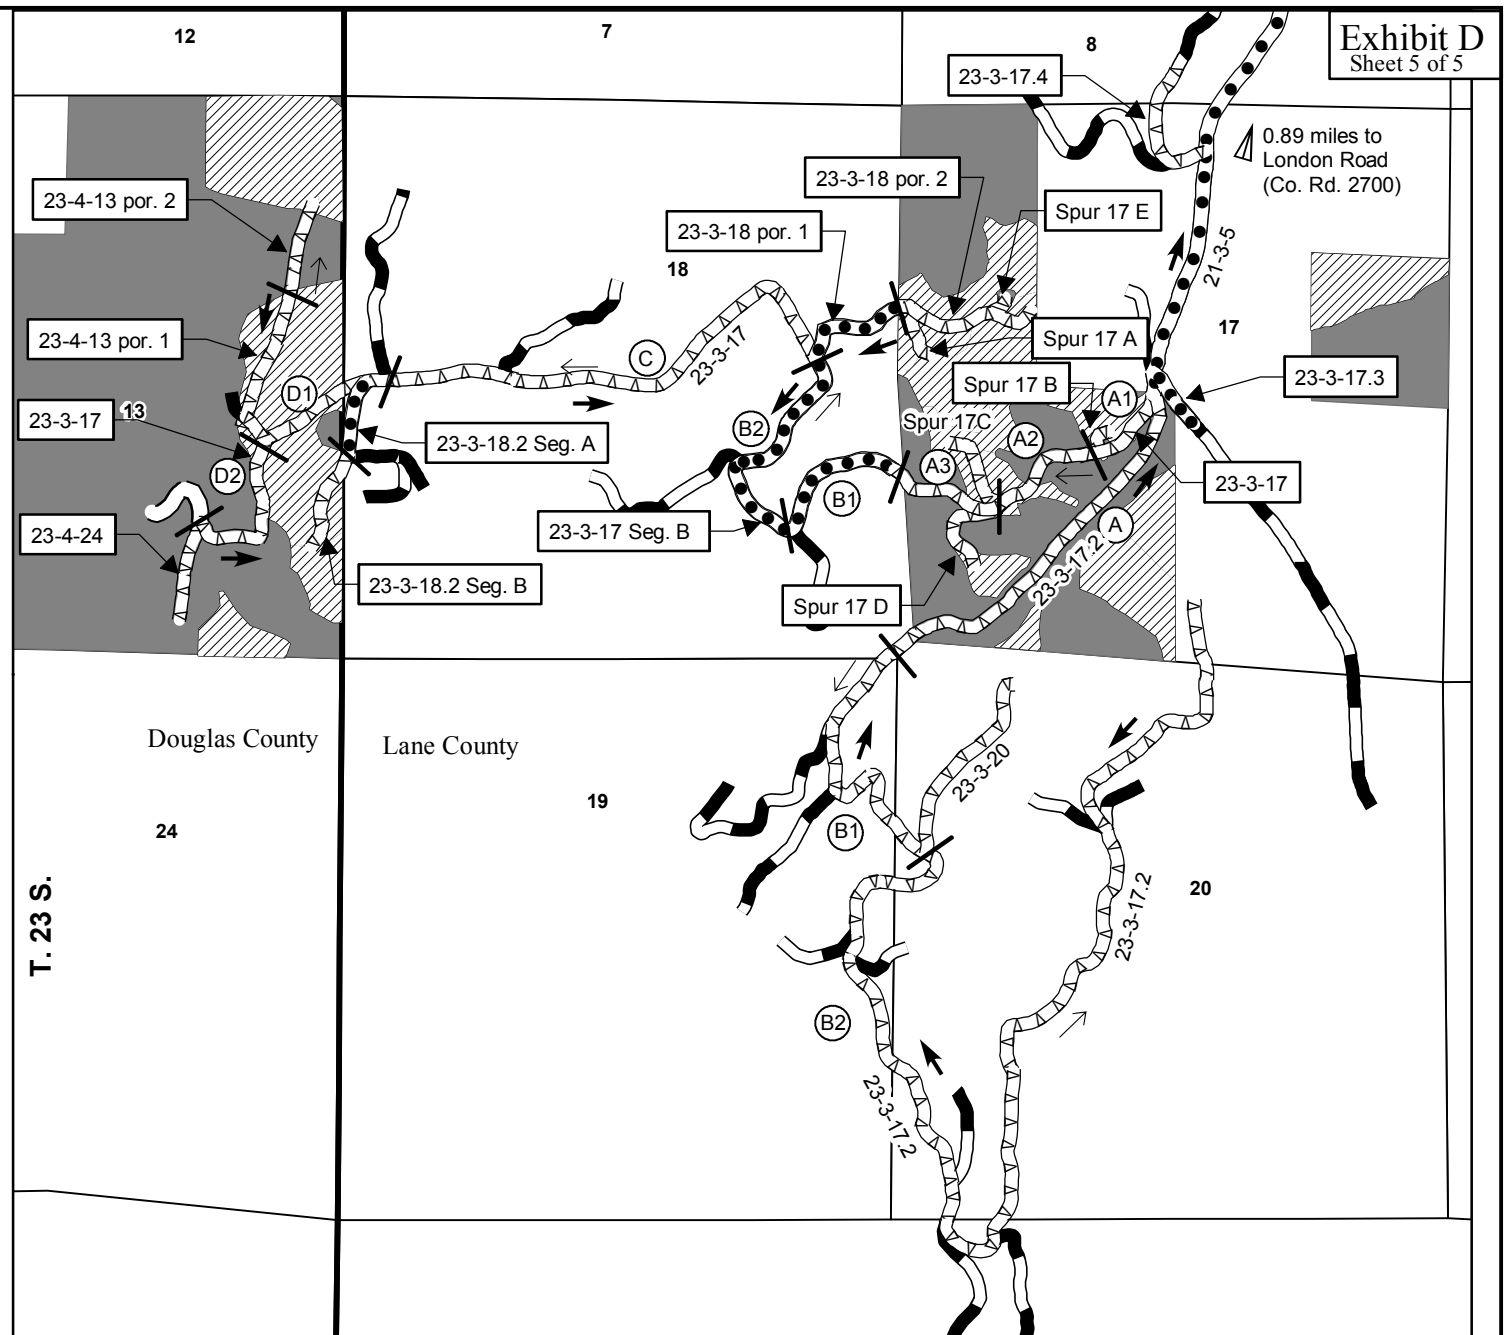 12
7
8
Exhibit D
Sheet 5 of 5
23-3-17.4
0.89 miles to
London Road
(Co. Rd. 2700)
23-4-13 por. 2
23-3-18 por. 2
Spur 17 E
23-3-18 por. 1
18
21-3-5
17
23-4-13 por. 1
Spur 17 A
C
23-3-17
Spur 17 B
23-3-17.3
D1
A1
23-3-17
13
23-3-18.2 Seg. A
B2
Spur 17C
A2
D2
A3
23-3-17
B1
23-4-24
23-3-17 Seg. B
A
23-3-17.2
23-3-18.2 Seg. B
Spur 17 D
Douglas County
Lane County
23-3-20
19
24
B1
20
T. 23 S.
23-3-17.2
B2
23-3-17.2